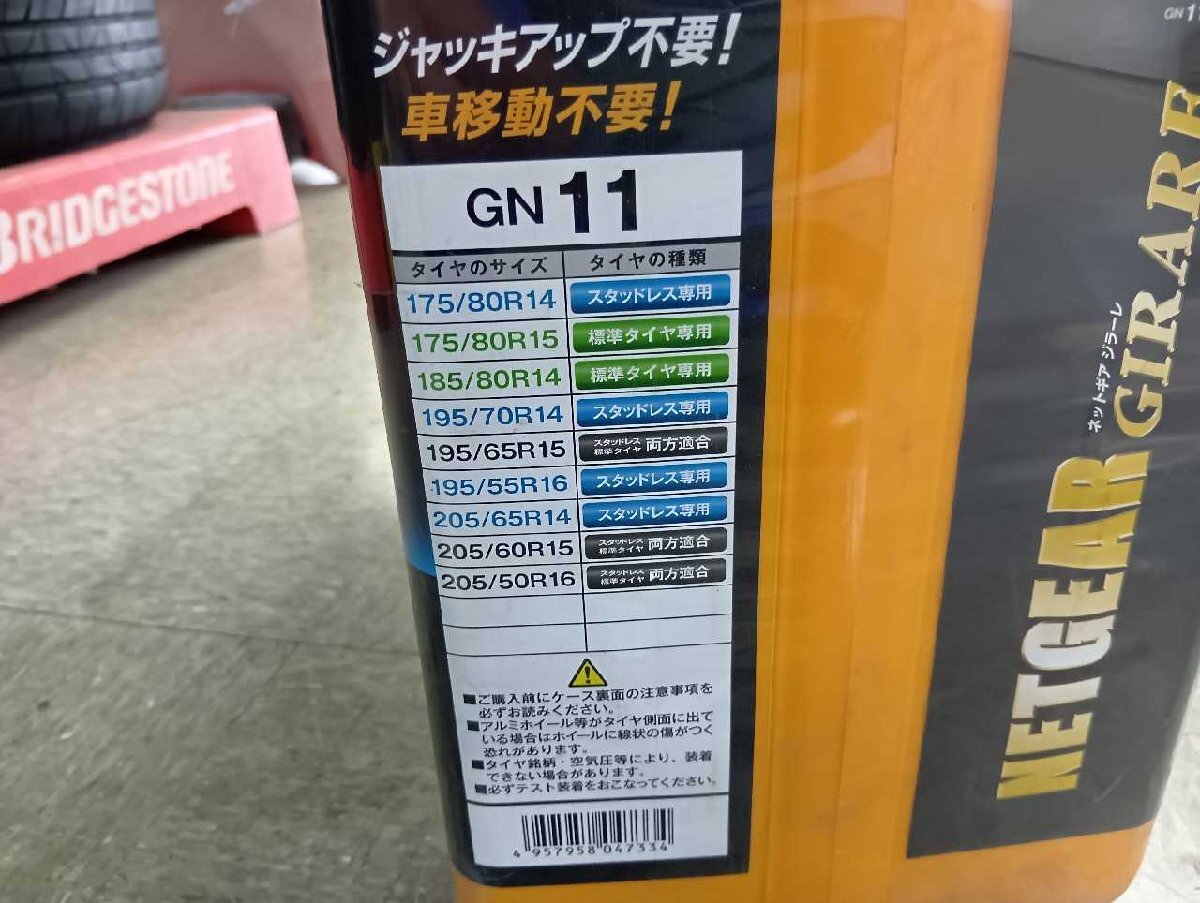 ジャッキアップ不要!
車移動不要!
GN 11
タイヤのサイズ タイヤの種類
175/80R14 スタッドレス専用
175/80R15 標準タイヤ専用
185/80R14 標準タイヤ専用
195/70R14 スタッドレス専用
195/65R15 スタッドレス 標準タイヤ 両方適合
195/55R16 スタッドレス専用
205/65R14 スタッドレス専用
205/60R15 スタッドレス 標準タイヤ 両方適合
205/50R16 スタッドレス 標準タイヤ 両方適合
■ご購入前にケース裏面の注意事項を
必ずお読みください。
■アルミホイール等がタイヤ側面に出て
いる場合はホイールに線状の傷がつく
恐れがあります。
■タイヤ銘柄・空気圧等により、装着
できない場合があります。
■必ずテスト装着をおこなってください。
4 957958 047334
BRIDGESTONE
GN 11
ネットギア ジラーレ
NETGEAR GIRARE